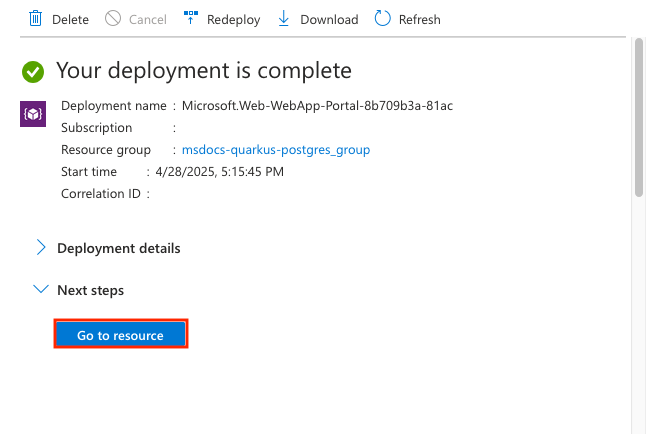 Delete Cancel Redeploy Download Refresh
Your deployment is complete
Deployment name : Microsoft.Web-WebApp-Portal-8b709b3a-81ac
Subscription :
Resource group : msdocs-quarkus-postgres_group
Start time : 4/28/2025, 5:15:45 PM
Correlation ID :
Deployment details
Next steps
Go to resource